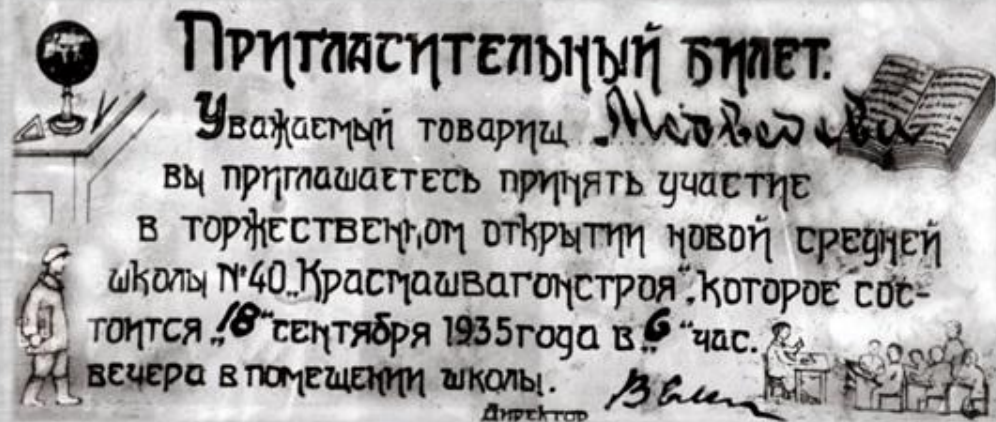 Пригласительный билет.
Уважаемый товарищ
вы приглашаетесь принять участие
в торжественном открытии новой средней
школы №40 „Красмашвагонстроя", которое сос-
тоится „18" сентября 1935 года в „6" час.
вечера в помещении школы.
Директор